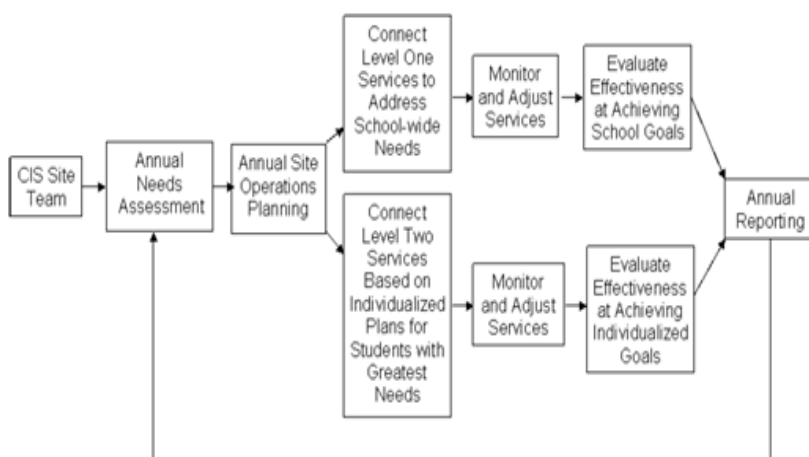 CIS Site
Team
Annual
Needs
Assessment
Annual Site
Operations
Planning
Connect
Level One
Services to
Address
School-wide
Needs
Monitor
and Adjust
Services
Evaluate
Effectiveness
at Achieving
School Goals
Connect
Level Two
Services
Based on
Individualized
Plans for
Students with
Greatest
Needs
Monitor
and Adjust
Services
Evaluate
Effectiveness
at Achieving
Individualized
Goals
Annual
Reporting